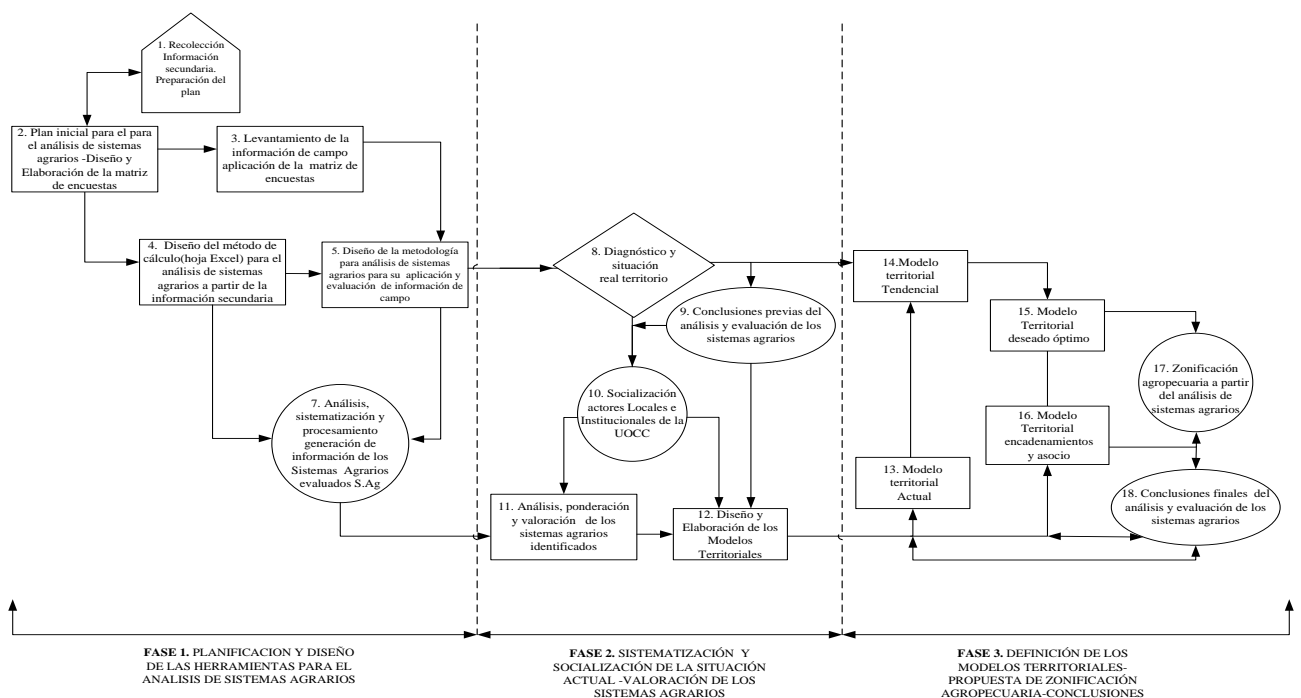 1. Recolección
Información
secundaria.
Preparación del
plan
2. Plan inicial para el para
el análisis de sistemas
agrarios -Diseño y
Elaboración de la matriz
de encuestas
3. Levantamiento de la
información de campo
aplicación de la matriz de
encuestas
4. Diseño del método de
cálculo(hoja Excel) para el
análisis de sistemas
agrarios a partir de la
información secundaria
5. Diseño de la metodología
para análisis de sistemas
agrarios para su aplicación y
evaluación de información de
campo
7. Análisis,
sistematización y
procesamiento
generación de
información de los
Sistemas Agrarios
evaluados S.Ag
8. Diagnóstico y
situación
real territorio
9. Conclusiones previas del
análisis y evaluación de los
sistemas agrarios
10. Socialización
actores Locales e
Institucionales de la
UOCC
11. Análisis, ponderación
y valoración de los
sistemas agrarios
identificados
12. Diseño y
Elaboración de los
Modelos
Territoriales
14.Modelo
territorial
Tendencial
15. Modelo
Territorial
deseado óptimo
17. Zonificación
agropecuaria a partir
del análisis de
sistemas agrarios
16. Modelo
Territorial
encadenamientos
y asocio
13. Modelo
territorial
Actual
18. Conclusiones finales del
análisis y evaluación de los
sistemas agrarios
FASE 1. PLANIFICACION Y DISEÑO
DE LAS HERRAMIENTAS PARA EL
ANALISIS DE SISTEMAS AGRARIOS
FASE 2. SISTEMATIZACIÓN Y
SOCIALIZACIÓN DE LA SITUACIÓN
ACTUAL -VALORACIÓN DE LOS
SISTEMAS AGRARIOS
FASE 3. DEFINICIÓN DE LOS
MODELOS TERRITORIALES-
PROPUESTA DE ZONIFICACIÓN
AGROPECUARIA-CONCLUSIONES